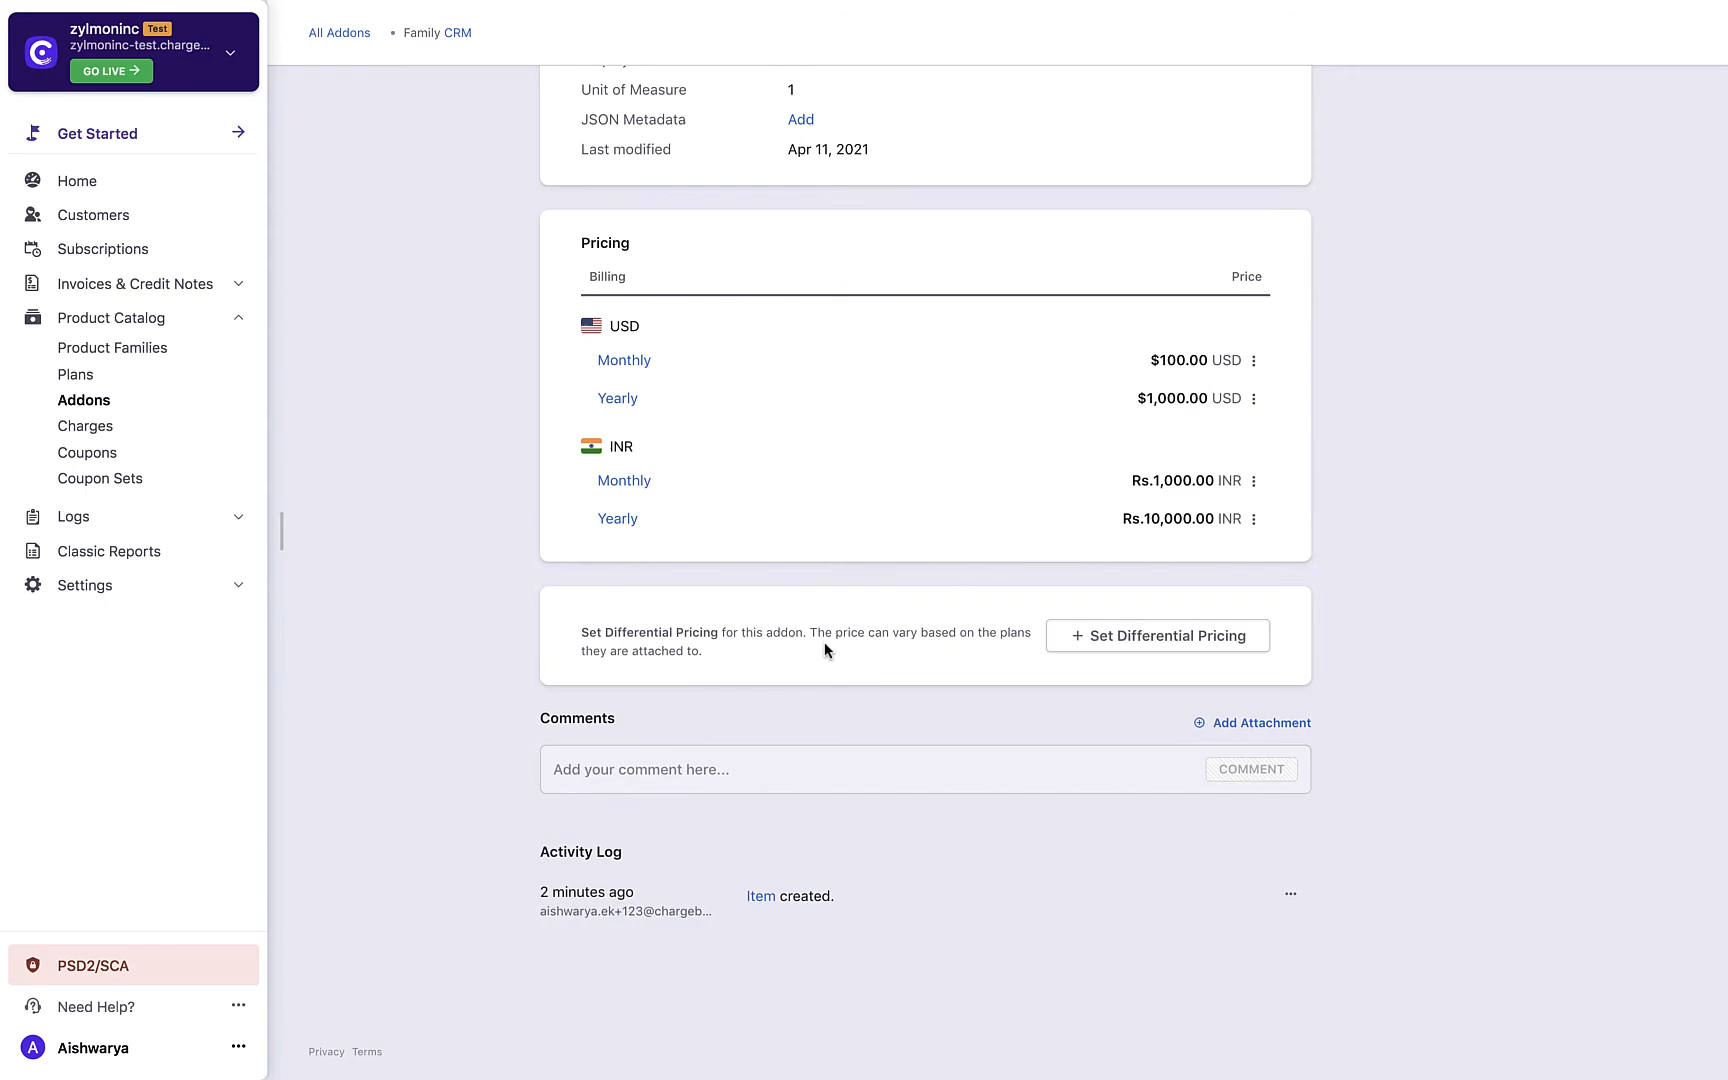 zylmoninc Test
zylmoninc-test.charge...
GO LIVE
Get Started
Home
Customers
Subscriptions
Invoices & Credit Notes
Product Catalog
Product Families
Plans
Addons
Charges
Coupons
Coupon Sets
Logs
Classic Reports
Settings
PSD2/SCA
Need Help?
A Aishwarya
All Addons • Family CRM
Unit of Measure 1
JSON Metadata Add
Last modified Apr 11, 2021
Pricing
Billing Price
USD
Monthly $100.00 USD
Yearly $1,000.00 USD
INR
Monthly Rs.1,000.00 INR
Yearly Rs.10,000.00 INR
Set Differential Pricing for this addon. The price can vary based on the plans
they are attached to.
+ Set Differential Pricing
Comments
Add Attachment
Add your comment here...
COMMENT
Activity Log
2 minutes ago
aishwarya.ek+123@chargeb...
Item created.
Privacy Terms